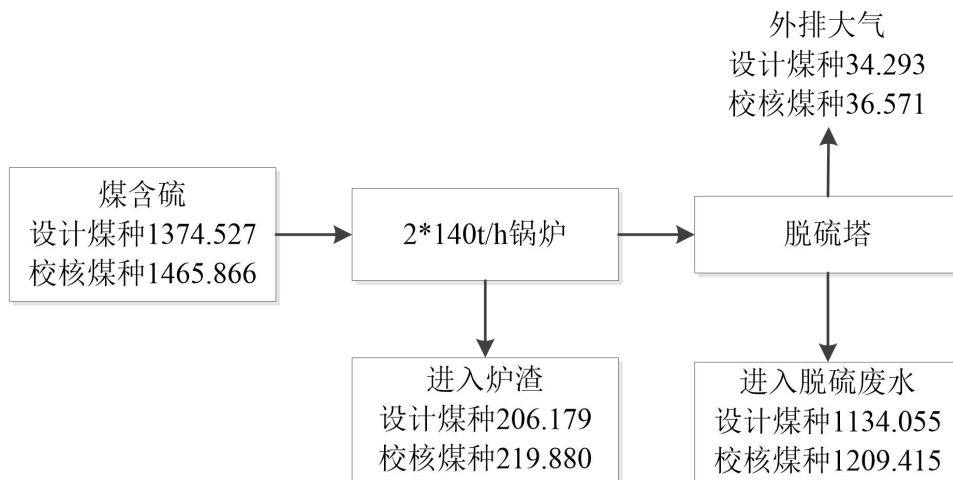 外排大气
设计煤种34.293
校核煤种36.571
煤含硫
设计煤种1374.527
校核煤种1465.866
2*140t/h锅炉
脱硫塔
进入炉渣
设计煤种206.179
校核煤种219.880
进入脱硫废水
设计煤种1134.055
校核煤种1209.415